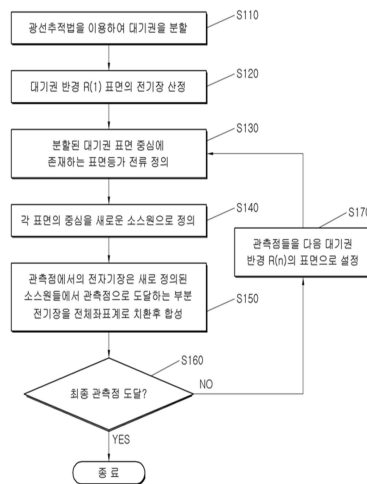 광선추적법을 이용하여 대기권을 분할
S110
대기권 반경 R(1) 표면의 전기장 산정
S120
분할된 대기권 표면 중심에
존재하는 표면등가 전류 정의
S130
각 표면의 중심을 새로운 소스원으로 정의
S140
관측점들을 다음 대기권
반경 R(n)의 표면으로 설정
S170
관측점에서의 전자기장은 새로 정의된
소스원들에서 관측점으로 도달하는 부분
전기장을 전체좌표계로 치환후 합성
S150
최종 관측점 도달?
S160
NO
YES
종 료